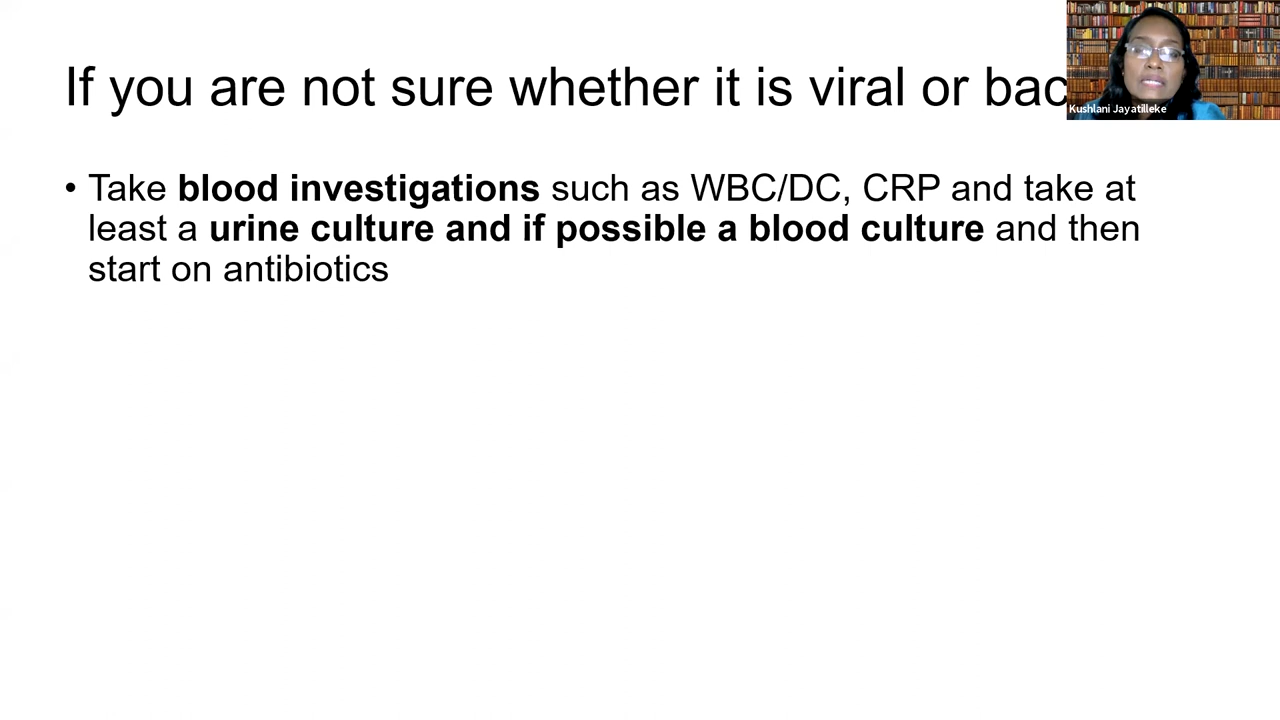 If you are not sure whether it is viral or bac
Kushlani Jayatilleke
• Take blood investigations such as WBC/DC, CRP and take at
least a urine culture and if possible a blood culture and then
start on antibiotics